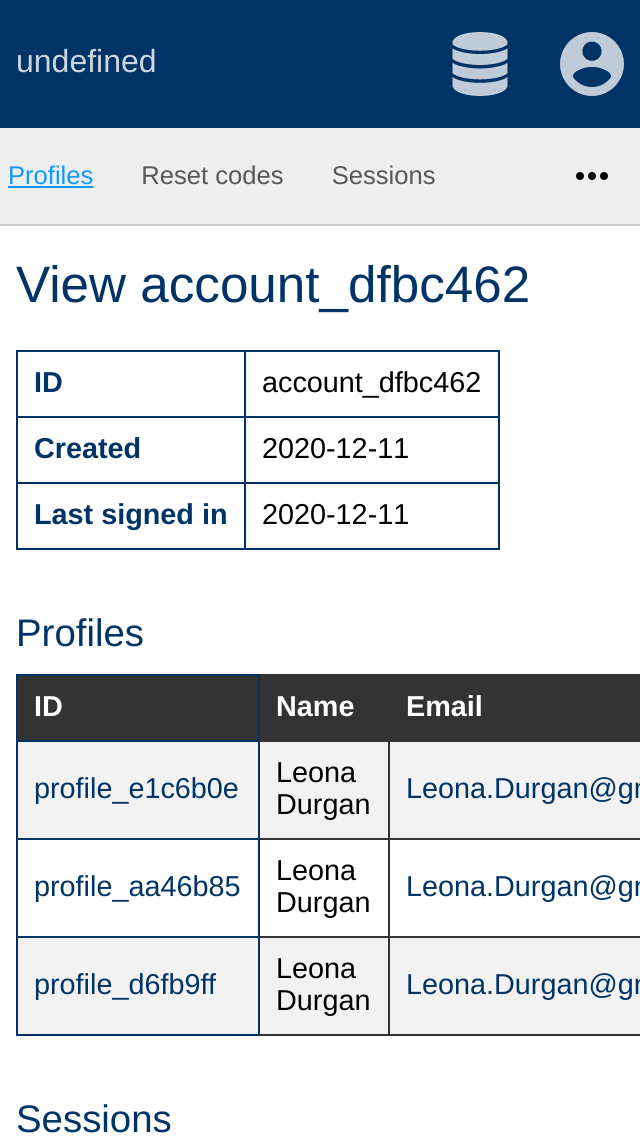 undefined
Profiles Reset codes Sessions
View account_dfbc462
ID account_dfbc462
Created 2020-12-11
Last signed in 2020-12-11
Profiles
ID Name Email
profile_e1c6b0e Leona Durgan Leona.Durgan@gr
profile_aa46b85 Leona Durgan Leona.Durgan@gr
profile_d6fb9ff Leona Durgan Leona.Durgan@gr
Sessions